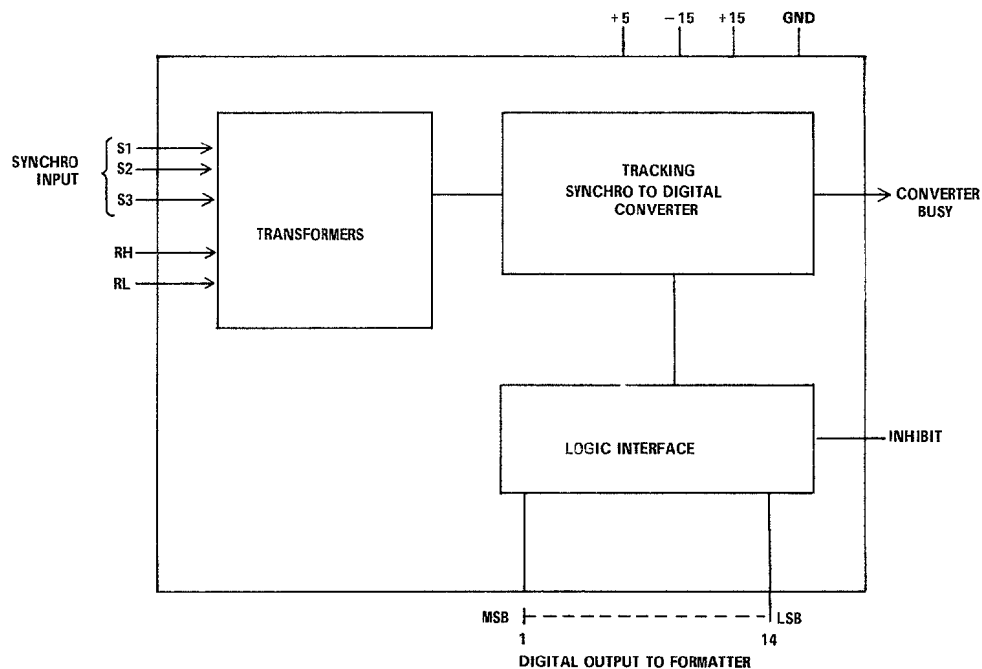 +5 −15 +15 GND
SYNCHRO
INPUT
S1
S2
S3
RH
RL
TRANSFORMERS
TRACKING
SYNCHRO TO DIGITAL
CONVERTER
CONVERTER
BUSY
LOGIC INTERFACE
INHIBIT
MSB LSB
1 14
DIGITAL OUTPUT TO FORMATTER